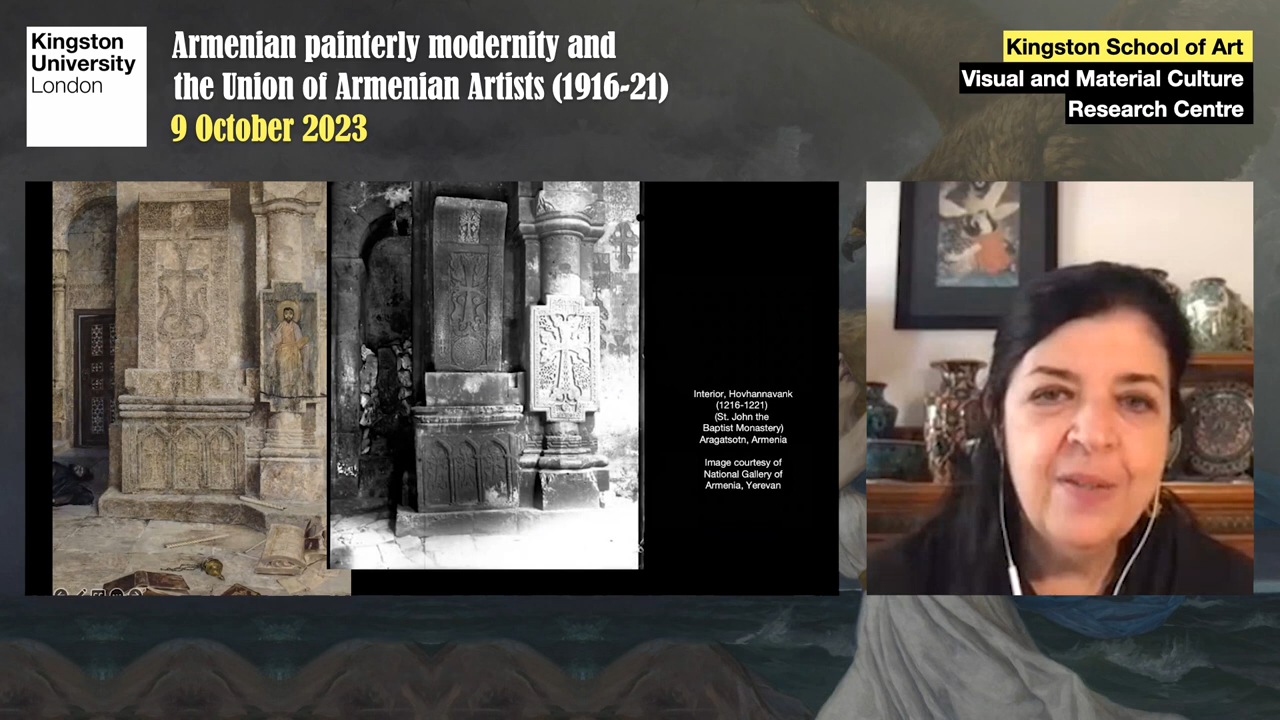 Kingston
University
London
Armenian painterly modernity and
the Union of Armenian Artists (1916-21)
9 October 2023
Kingston School of Art
Visual and Material Culture
Research Centre
Interior, Hovhannavank
(1216-1221)
(St. John the
Baptist Monastery)
Aragatsotn, Armenia
Image courtesy of
National Gallery of
Armenia, Yerevan